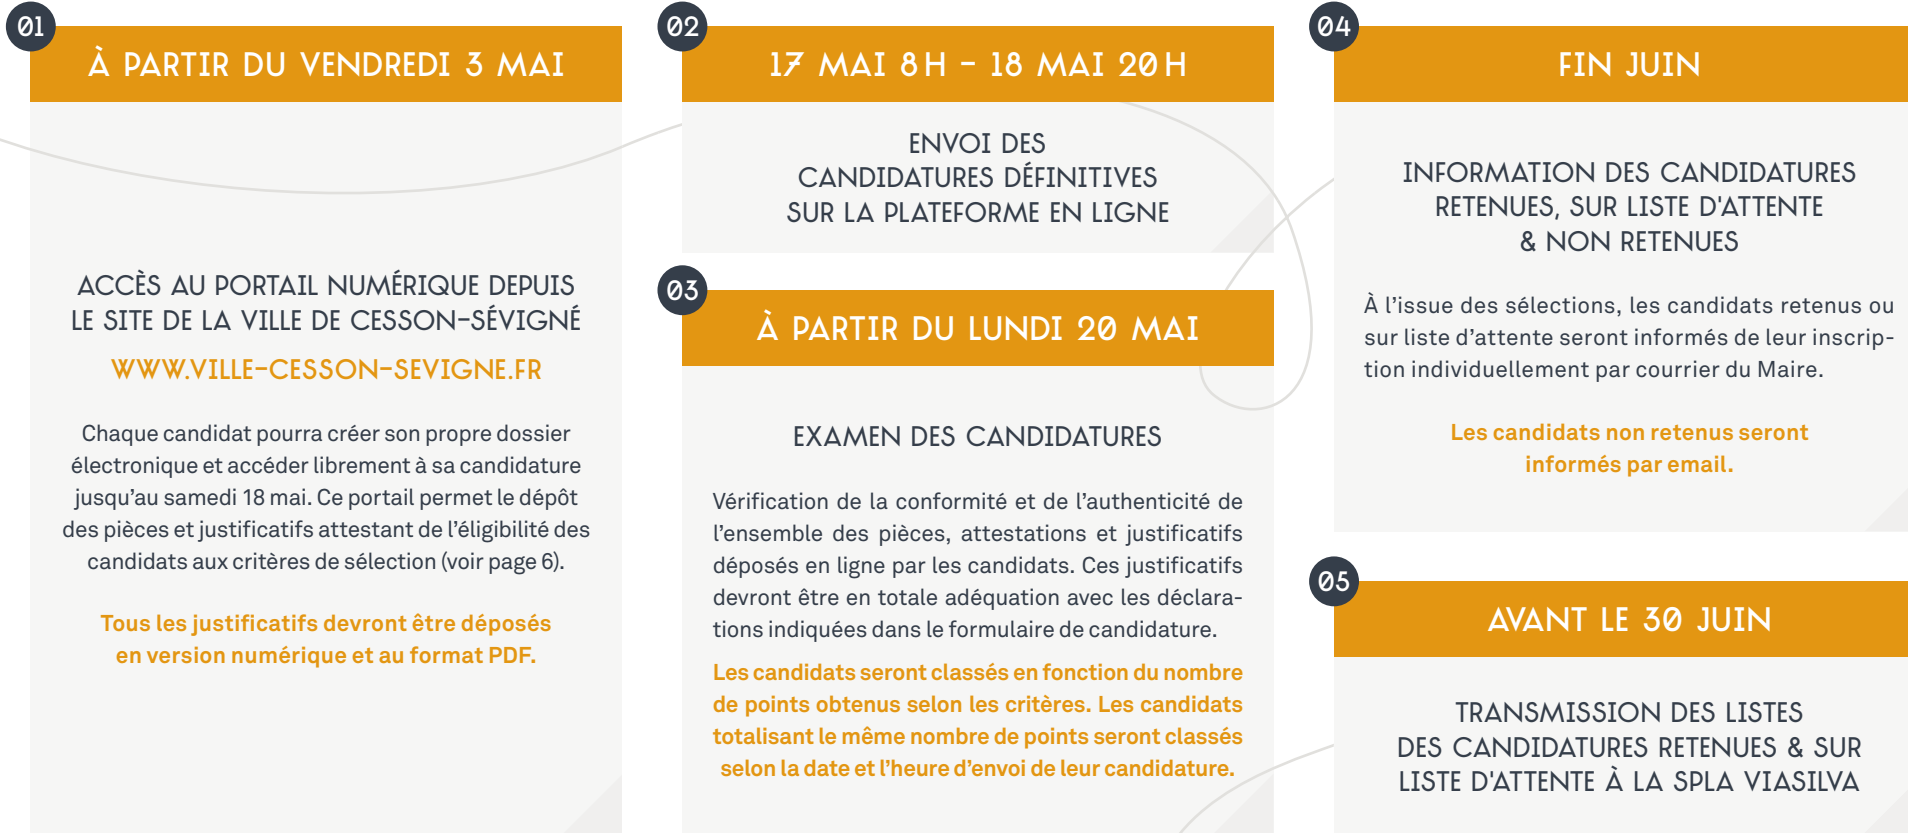 01
À PARTIR DU VENDREDI 3 MAI
ACCÈS AU PORTAIL NUMÉRIQUE DEPUIS
LE SITE DE LA VILLE DE CESSON-SÉVIGNÉ
WWW.VILLE-CESSON-SEVIGNE.FR
Chaque candidat pourra créer son propre dossier
électronique et accéder librement à sa candidature
jusqu'au samedi 18 mai. Ce portail permet le dépôt
des pièces et justificatifs attestant de l'éligibilité des
candidats aux critères de sélection (voir page 6).
Tous les justificatifs devront être déposés
en version numérique et au format PDF.
02
17 MAI 8H - 18 MAI 20H
ENVOI DES
CANDIDATURES DÉFINITIVES
SUR LA PLATEFORME EN LIGNE
03
À PARTIR DU LUNDI 20 MAI
EXAMEN DES CANDIDATURES
Vérification de la conformité et de l'authenticité de
l'ensemble des pièces, attestations et justificatifs
déposés en ligne par les candidats. Ces justificatifs
devront être en totale adéquation avec les déclara-
tions indiquées dans le formulaire de candidature.
Les candidats seront classés en fonction du nombre
de points obtenus selon les critères. Les candidats
totalisant le même nombre de points seront classés
selon la date et l'heure d'envoi de leur candidature.
04
FIN JUIN
INFORMATION DES CANDIDATURES
RETENUES, SUR LISTE D'ATTENTE
& NON RETENUES
À l'issue des sélections, les candidats retenus ou
sur liste d'attente seront informés de leur inscrip-
tion individuellement par courrier du Maire.
Les candidats non retenus seront
informés par email.
05
AVANT LE 30 JUIN
TRANSMISSION DES LISTES
DES CANDIDATURES RETENUES & SUR
LISTE D'ATTENTE À LA SPLA VIASILVA